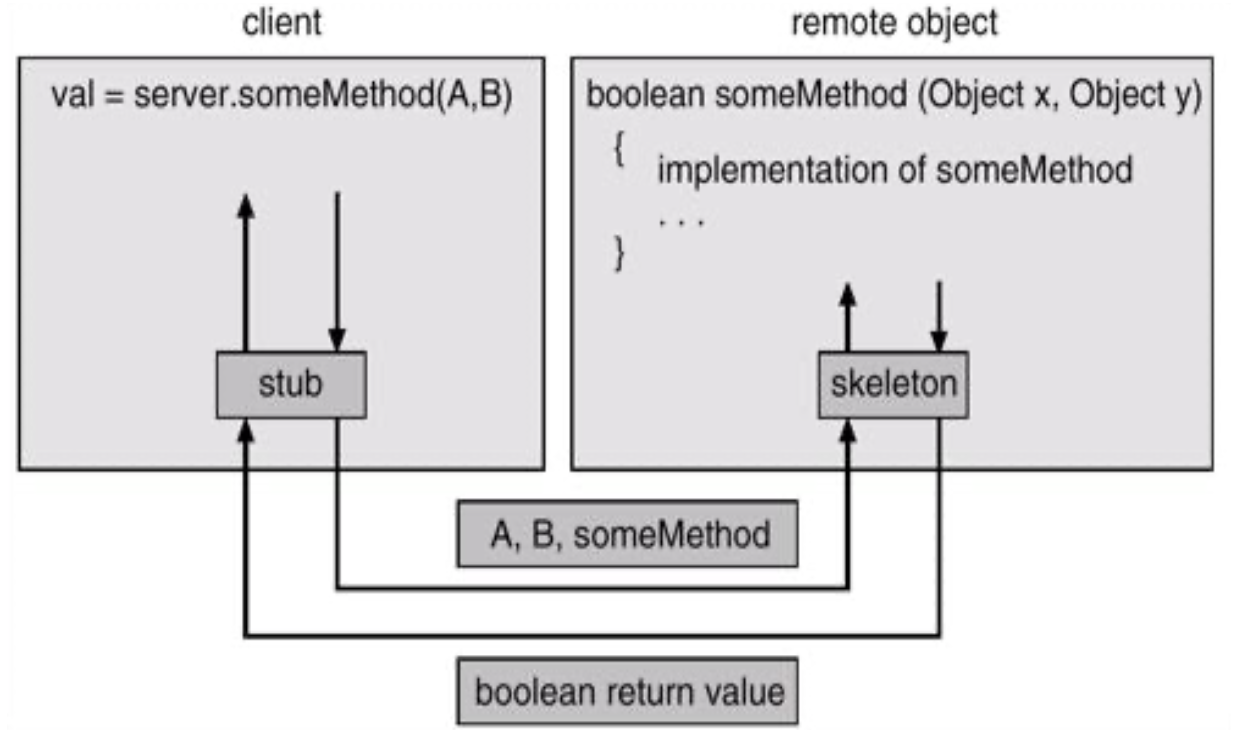 client
remote object
val = server.someMethod(A,B)
boolean someMethod (Object x, Object y)
{
implementation of someMethod
. . .
}
stub
skeleton
A, B, someMethod
boolean return value